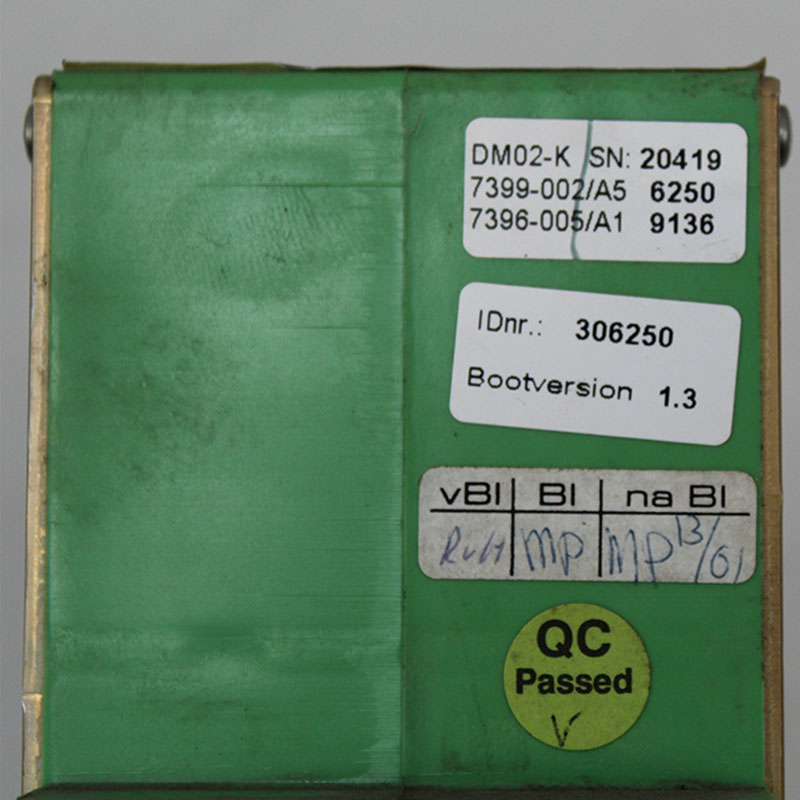 DM02-K SN: 20419
7399-002/A5 6250
7396-005/A1 9136
IDnr.: 306250
Bootversion 1.3
vBI BI na BI
MP MP 13/01
QC
Passed
V